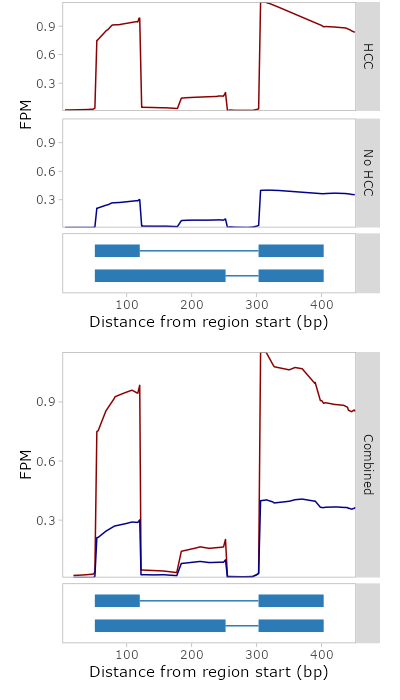 0.9
0.6
0.3
HCC
FPM
0.9
0.6
0.3
No HCC
100 200 300 400
Distance from region start (bp)
0.9
0.6
0.3
FPM
Combined
100 200 300 400
Distance from region start (bp)